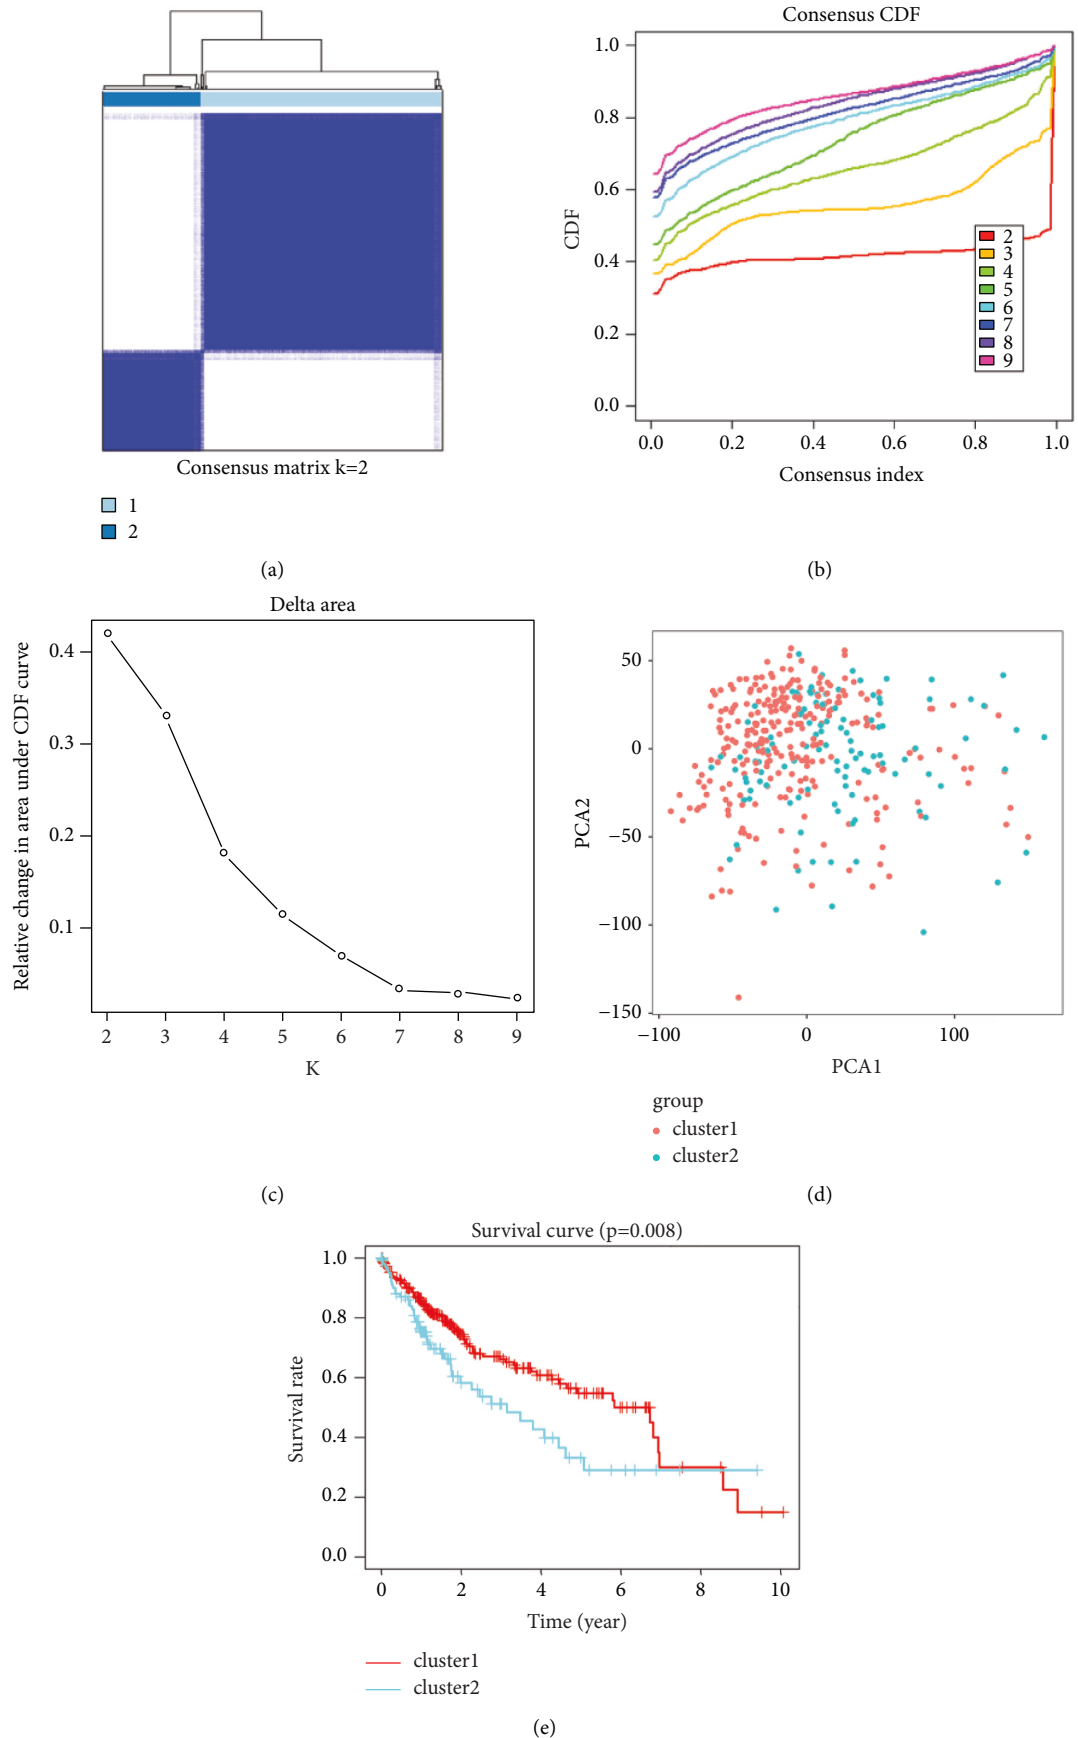 Consensus matrix k=2
1
2
(a)
Consensus CDF
CDF
1.0
0.8
0.6
0.4
0.2
0.0
2
3
4
5
6
7
8
9
0.0 0.2 0.4 0.6 0.8 1.0
Consensus index
(b)
Delta area
Relative change in area under CDF curve
0.4
0.3
0.2
0.1
2 3 4 5 6 7 8 9
K
(c)
PCA2
50
0
−50
−100
−150
−100 0 100
PCA1
group
cluster1
cluster2
(d)
Survival curve (p=0.008)
Survival rate
1.0
0.8
0.6
0.4
0.2
0.0
0 2 4 6 8 10
Time (year)
cluster1
cluster2
(e)